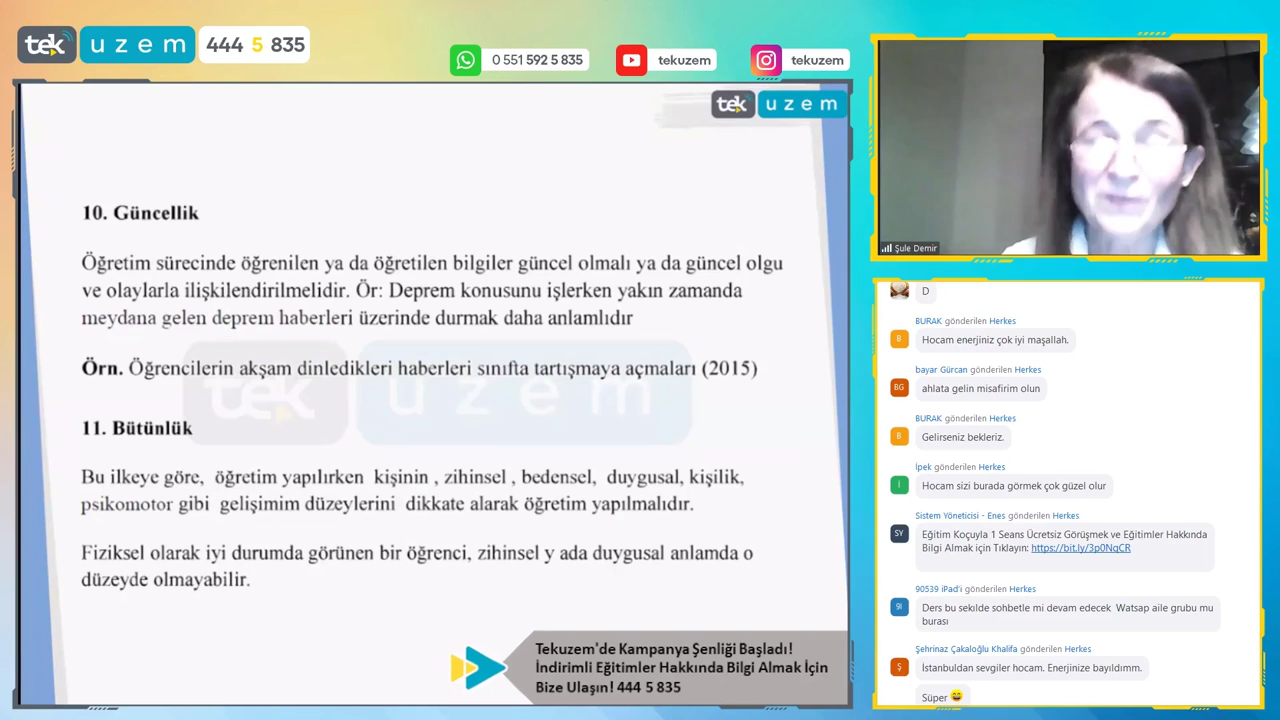 tek uzem 444 5 835
0 551 592 5 835
tekuzem
tekuzem
tek uzem
10. Güncellik
Öğretim sürecinde öğrenilen ya da öğretilen bilgiler güncel olmalı ya da güncel olgu
ve olaylarla ilişkilendirilmelidir. Ör: Deprem konusunu işlerken yakın zamanda
meydana gelen deprem haberleri üzerinde durmak daha anlamlıdır
Örn. Öğrencilerin akşam dinledikleri haberleri sınıfta tartışmaya açmaları (2015)
tek uzem
11. Bütünlük
Bu ilkeye göre, öğretim yapılırken kişinin , zihinsel , bedensel, duygusal, kişilik,
psikomotor gibi gelişimim düzeylerini dikkate alarak öğretim yapılmalıdır.
Fiziksel olarak iyi durumda görünen bir öğrenci, zihinsel y ada duygusal anlamda o
düzeyde olmayabilir.
Tekuzem'de Kampanya Şenliği Başladı!
İndirimli Eğitimler Hakkında Bilgi Almak İçin
Bize Ulaşın! 444 5 835
Şule Demir
D
BURAK gönderilen Herkes
B
Hocam enerjiniz çok iyi maşallah.
bayar Gürcan gönderilen Herkes
BG
ahlata gelin misafirim olun
BURAK gönderilen Herkes
B
Gelirseniz bekleriz.
İpek gönderilen Herkes
İ
Hocam sizi burada görmek çok güzel olur
Sistem Yöneticisi - Enes gönderilen Herkes
SY
Eğitim Koçuyla 1 Seans Ücretsiz Görüşmek ve Eğitimler Hakkında
Bilgi Almak için Tıklayın: https://bit.ly/3p0NqCR
90539 iPad'i gönderilen Herkes
9I
Ders bu sekılde sohbetle mi devam edecek Watsap aile grubu mu
burası
Şehrinaz Çakaloğlu Khalifa gönderilen Herkes
Ş
İstanbuldan sevgiler hocam. Enerjinize bayıldımm.
Süper 😄